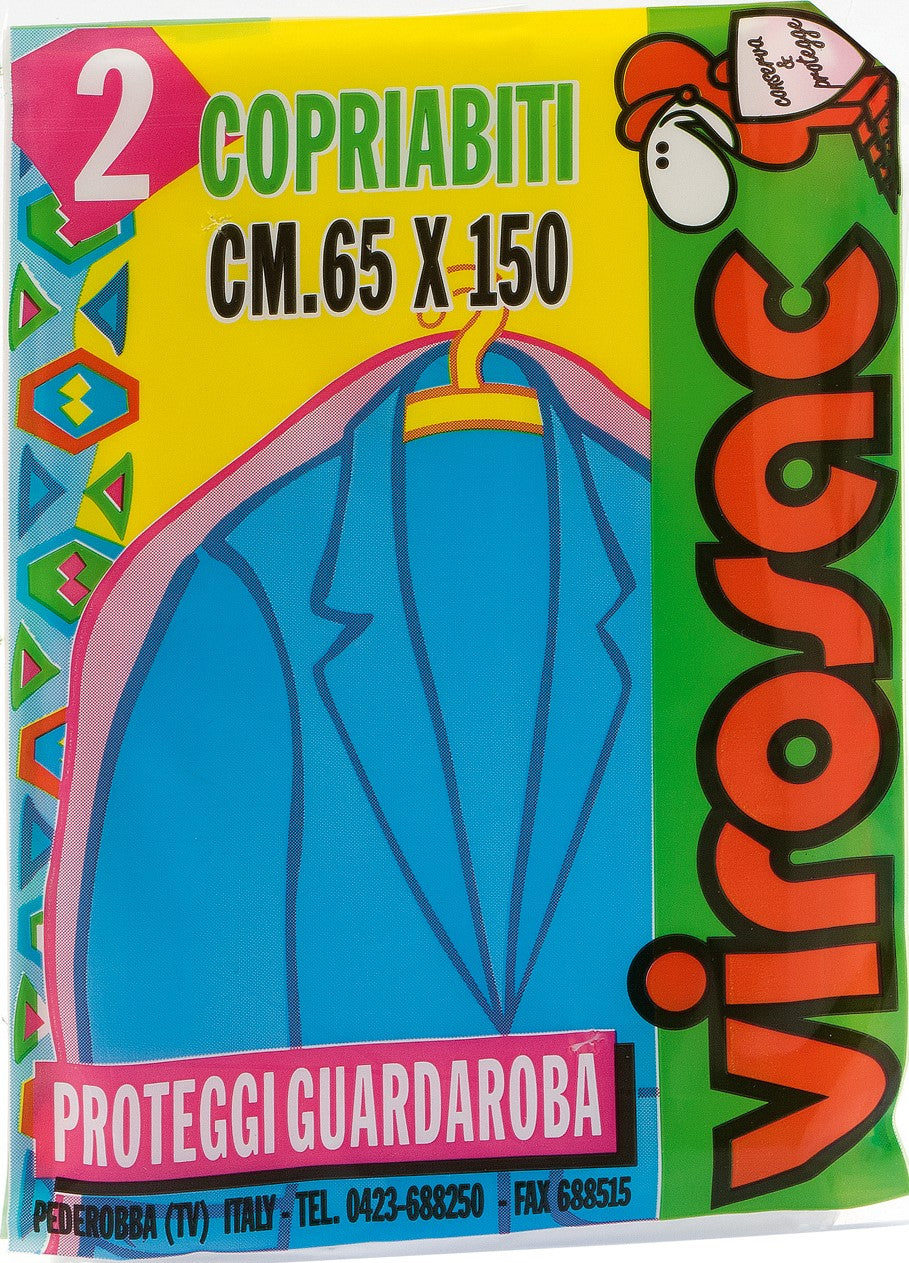 2
COPRIABITI
CM.65 X 150
conserva
&
protegge
virosac
PROTEGGI GUARDAROBA
PEDEROBBA (TV) ITALY - TEL. 0423-688250 - FAX 688515